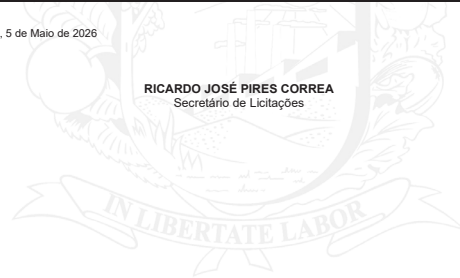 , 5 de Maio de 2026
RICARDO JOSÉ PIRES CORREA
Secretário de Licitações
IN LIBERTATE LABOR